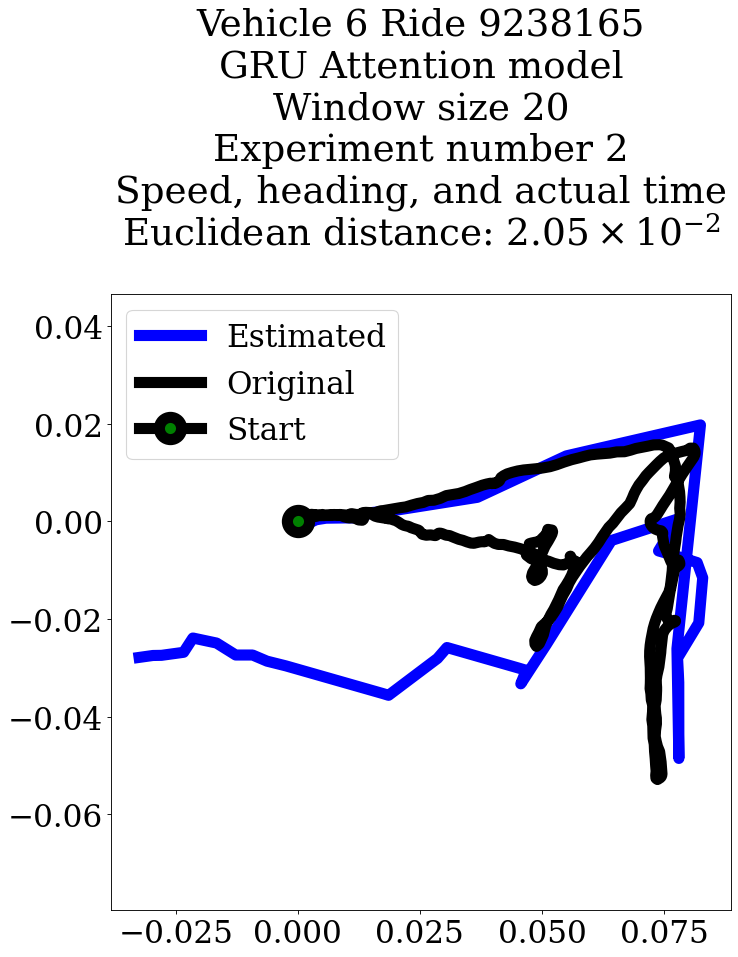 Vehicle 6 Ride 9238165
GRU Attention model
Window size 20
Experiment number 2
Speed, heading, and actual time
Euclidean distance: 2.05 × 10⁻²
Estimated
Original
Start
0.04
0.02
0.00
−0.02
−0.04
−0.06
−0.025 0.000 0.025 0.050 0.075